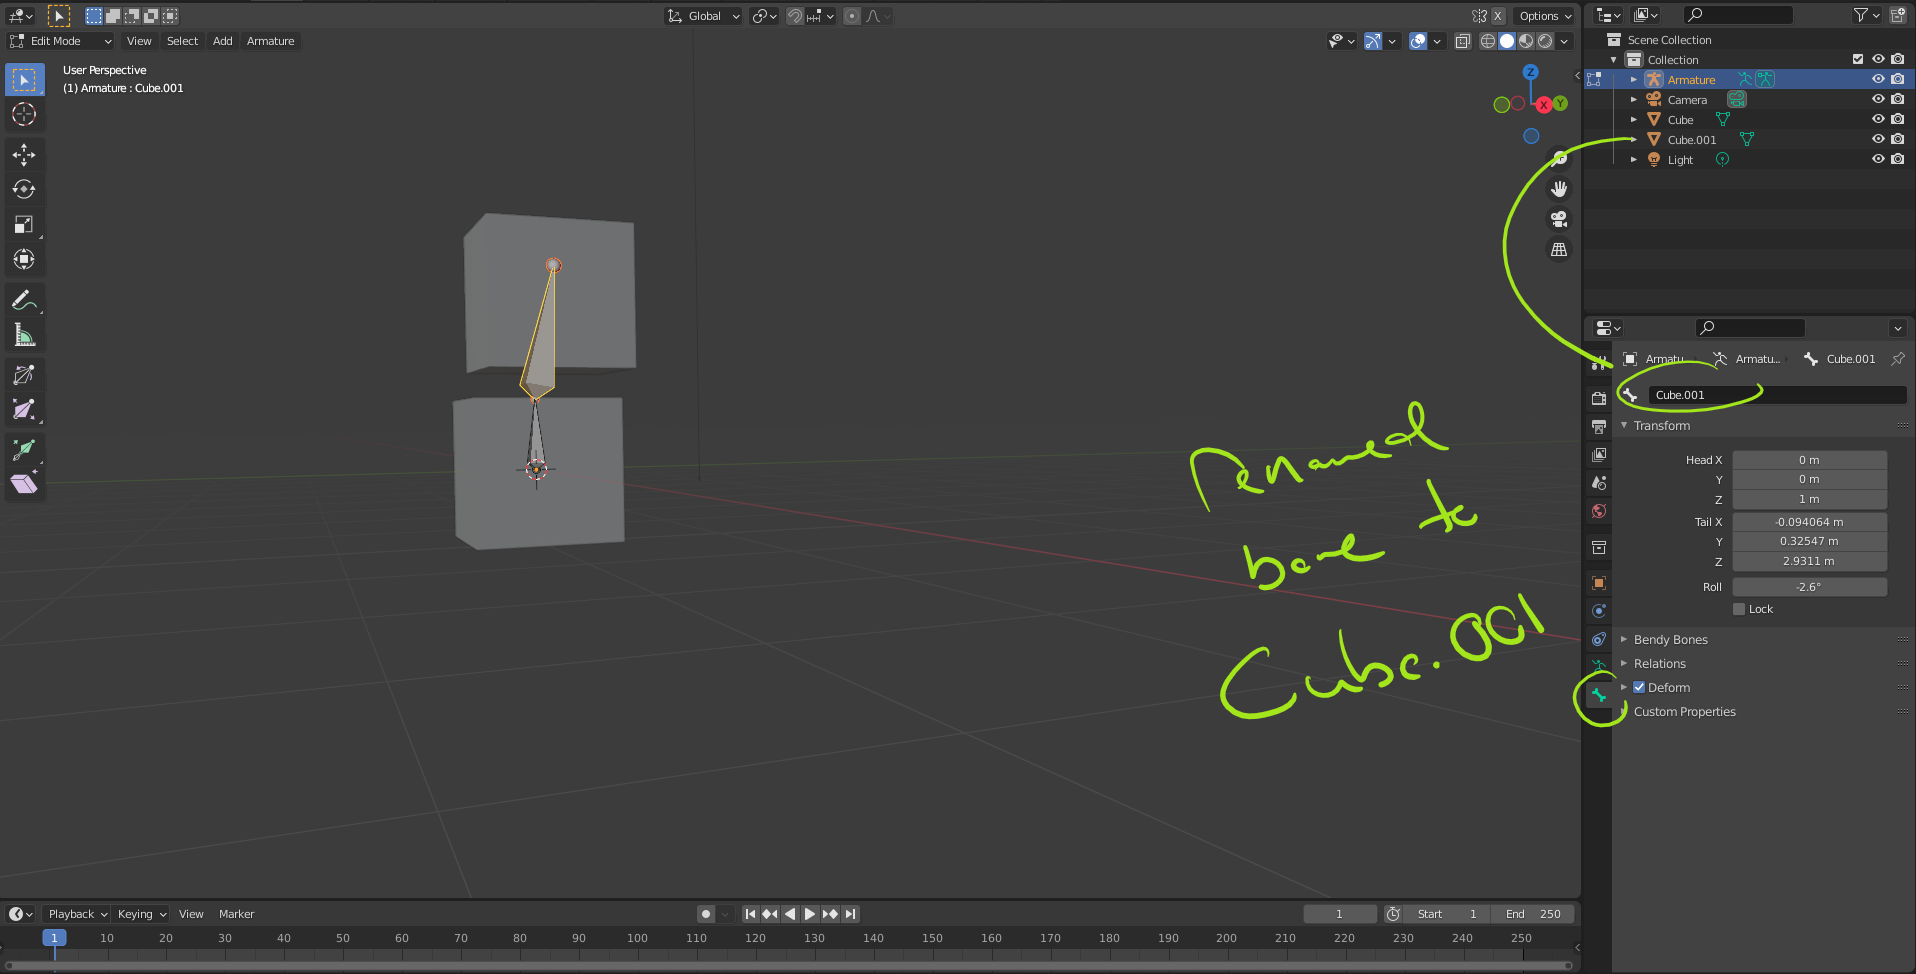 Global
Options
Edit Mode
View
Select
Add
Armature
User Perspective
(1) Armature : Cube.001
Z
X
Y
X
Scene Collection
Collection
Armature
Camera
Cube
Cube.001
Light
Armatu...
Armatu...
Cube.001
Cube.001
Transform
Head X 0 m
Y 0 m
Z 1 m
Tail X -0.094064 m
Y 0.32547 m
Z 2.9311 m
Roll -2.6°
Lock
Bendy Bones
Relations
Deform
Custom Properties
renamed
bone to
Cube.001
Playback
Keying
View
Marker
1
Start 1
End 250
1 10 20 30 40 50 60 70 80 90 100 110 120 130 140 150 160 170 180 190 200 210 220 230 240 250